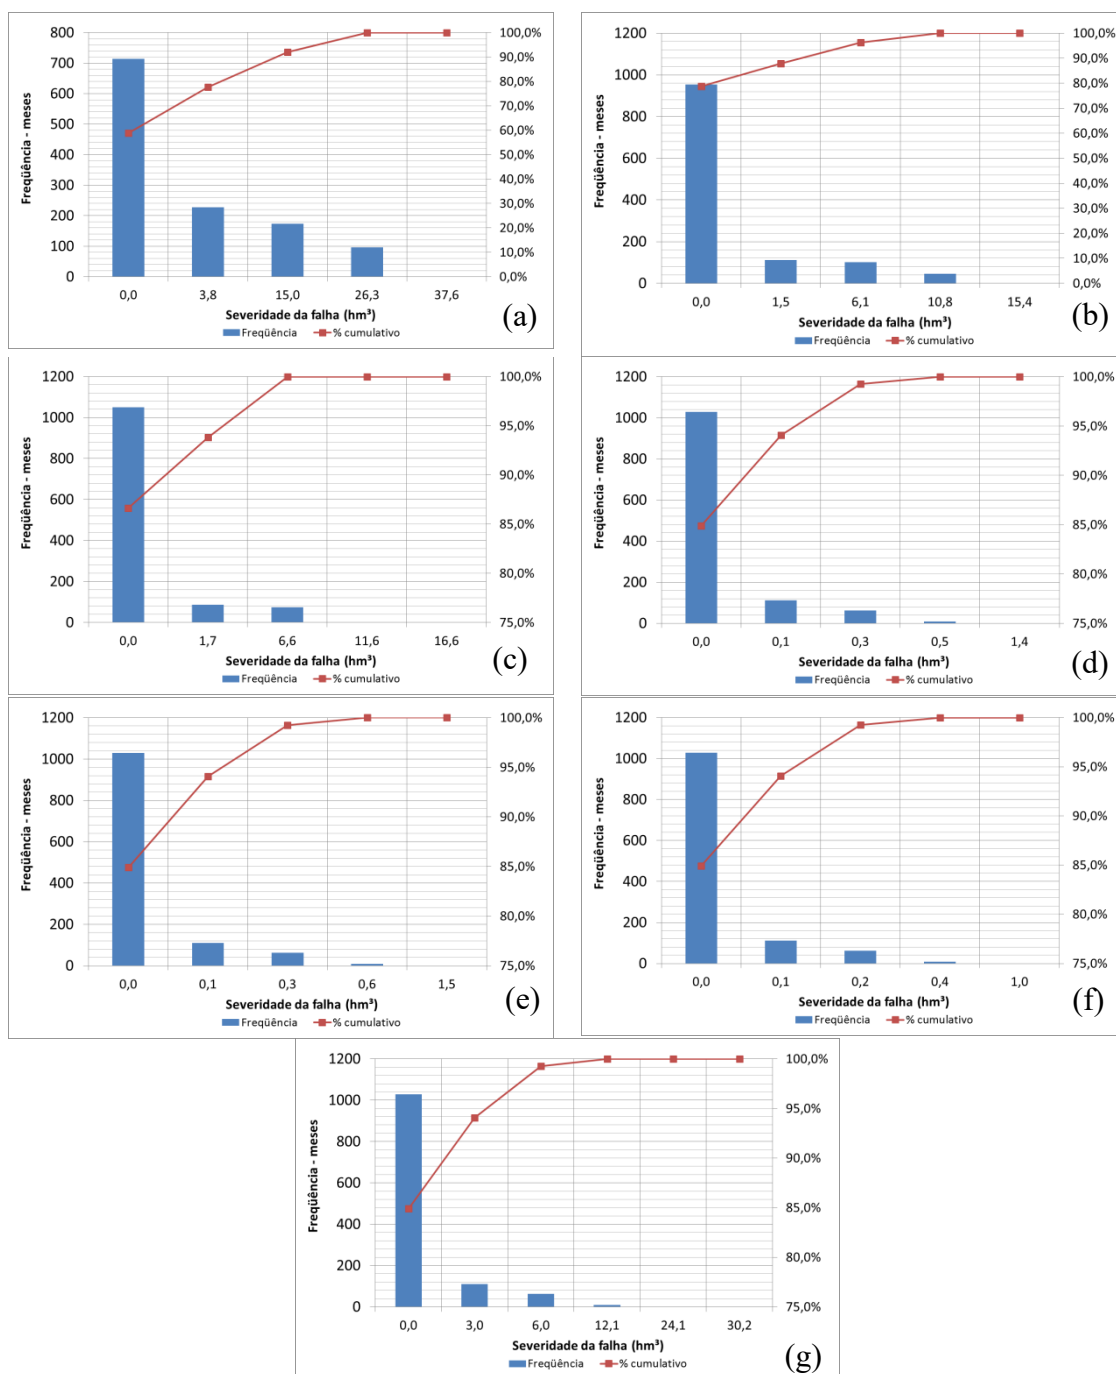 800
700
600
500
400
300
200
100
0
Freqüência - meses
100,0%
90,0%
80,0%
70,0%
60,0%
50,0%
40,0%
30,0%
20,0%
10,0%
0,0%
0,0 3,8 15,0 26,3 37,6
Severidade da falha (hm³)
Freqüência % cumulativo
(a)
1200
1000
800
600
400
200
0
Freqüência - meses
100,0%
90,0%
80,0%
70,0%
60,0%
50,0%
40,0%
30,0%
20,0%
10,0%
0,0%
0,0 1,5 6,1 10,8 15,4
Severidade da falha (hm³)
Freqüência % cumulativo
(b)
1200
1000
800
600
400
200
0
Freqüência - meses
100,0%
95,0%
90,0%
85,0%
80,0%
75,0%
0,0 1,7 6,6 11,6 16,6
Severidade da falha (hm³)
Freqüência % cumulativo
(c)
1200
1000
800
600
400
200
0
Freqüência - meses
100,0%
95,0%
90,0%
85,0%
80,0%
75,0%
0,0 0,1 0,3 0,5 1,4
Severidade da falha (hm³)
Freqüência % cumulativo
(d)
1200
1000
800
600
400
200
0
Freqüência - meses
100,0%
95,0%
90,0%
85,0%
80,0%
75,0%
0,0 0,1 0,3 0,6 1,5
Severidade da falha (hm³)
Freqüência % cumulativo
(e)
1200
1000
800
600
400
200
0
Freqüência - meses
100,0%
95,0%
90,0%
85,0%
80,0%
75,0%
0,0 0,1 0,2 0,4 1,0
Severidade da falha (hm³)
Freqüência % cumulativo
(f)
1200
1000
800
600
400
200
0
Freqüência - meses
100,0%
95,0%
90,0%
85,0%
80,0%
75,0%
0,0 3,0 6,0 12,1 24,1 30,2
Severidade da falha (hm³)
Freqüência % cumulativo
(g)